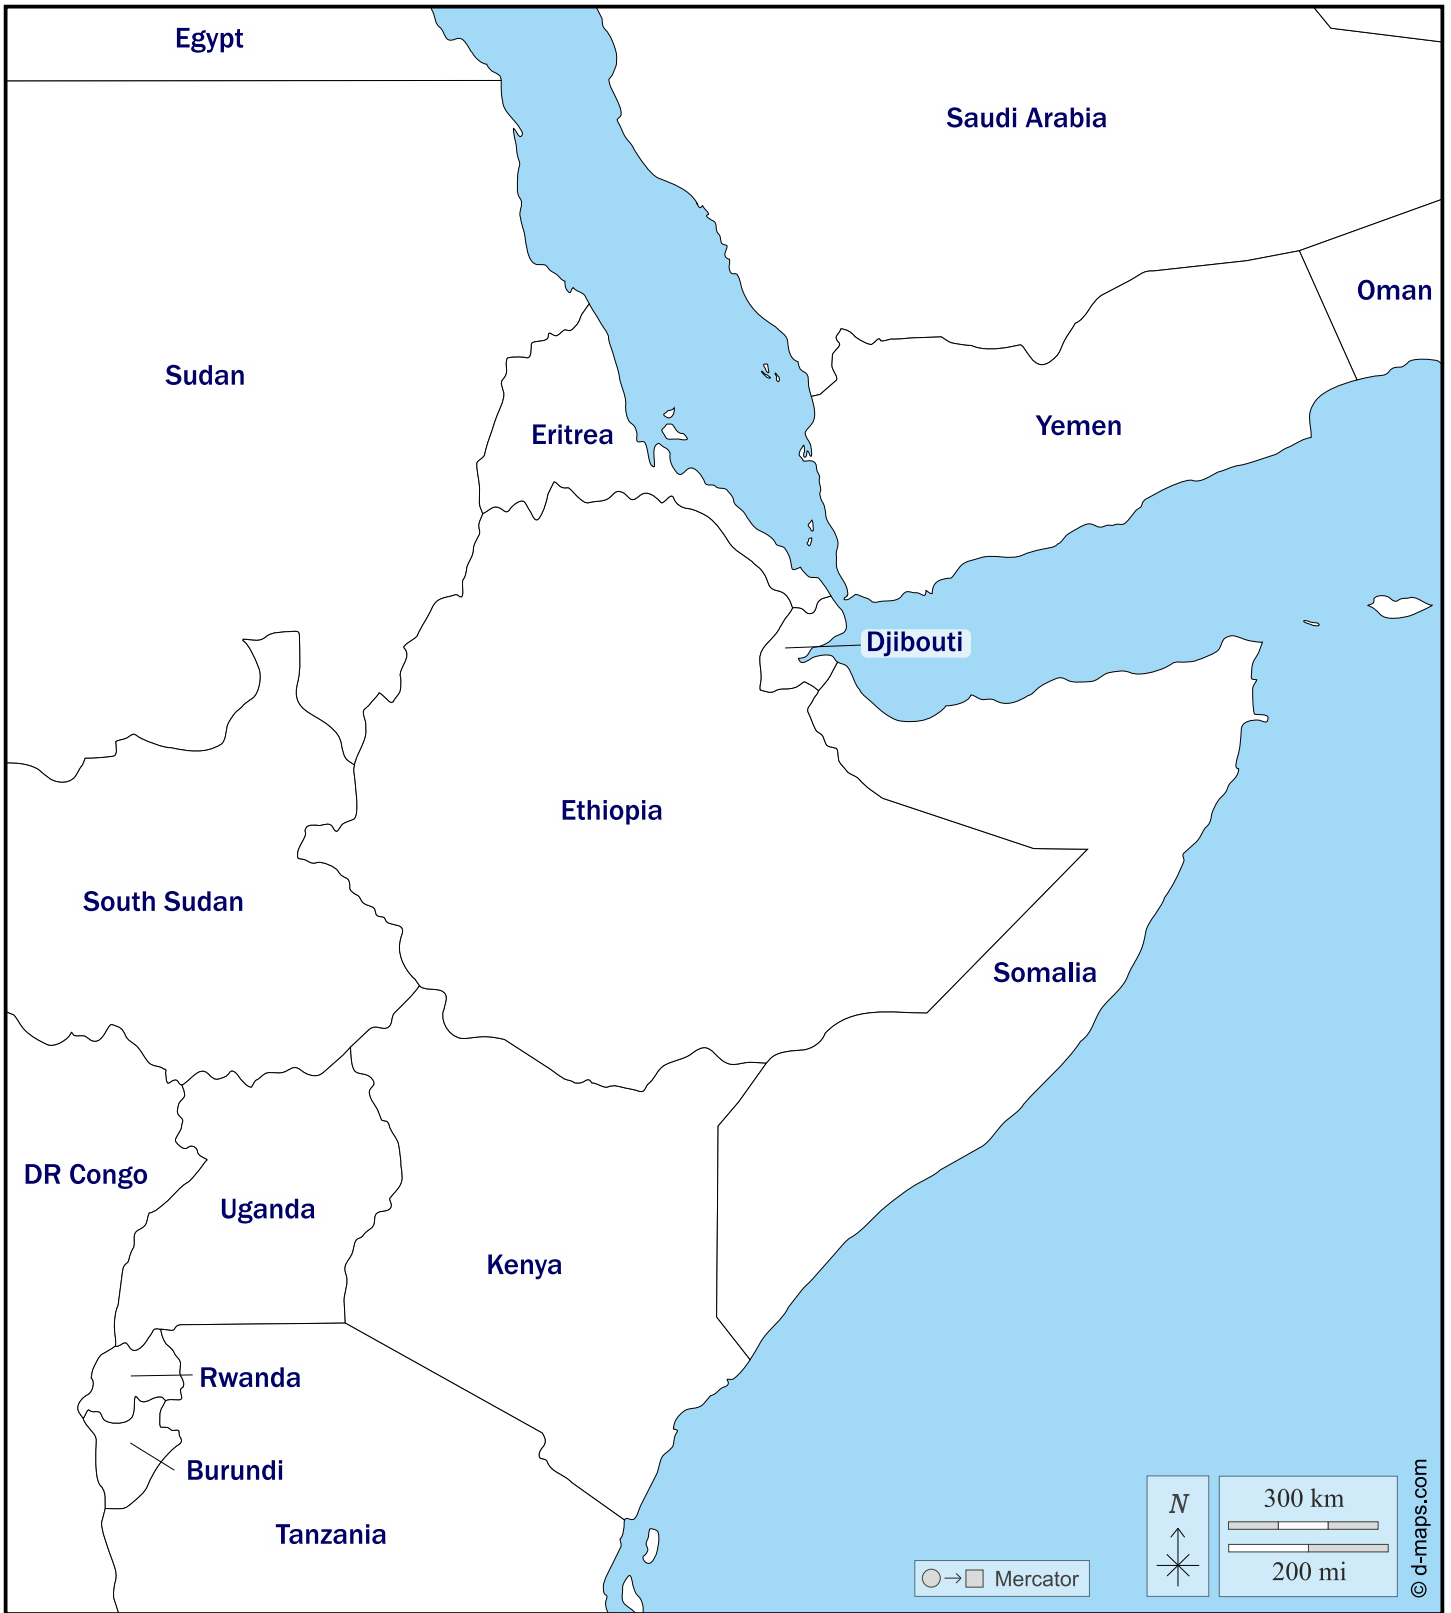 Egypt
Saudi Arabia
Oman
Sudan
Yemen
Eritrea
Djibouti
Ethiopia
South Sudan
Somalia
DR Congo
Uganda
Kenya
Rwanda
Burundi
Tanzania
N
300 km
200 mi
Mercator
© d-maps.com